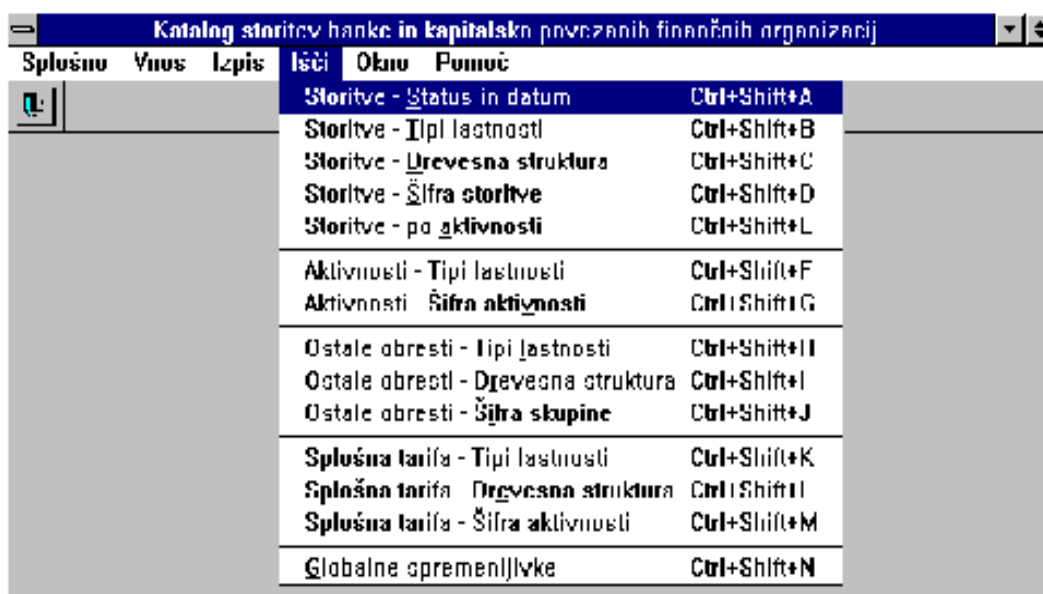 Katalog storitev banke in kapitalsko povezanih finančnih organizacij
Splošno Vnos Izpis Išči Okno Pomoč
Storitve - Status in datum Ctrl+Shift+A
Storitve - Tipi lastnosti Ctrl+Shift+B
Storitve - Drevesna struktura Ctrl+Shift+C
Storitve - Šifra storitve Ctrl+Shift+D
Storitve - po aktivnosti Ctrl+Shift+E
Aktivnosti - Tipi lastnosti Ctrl+Shift+F
Aktivnosti - Šifra aktivnosti Ctrl+Shift+G
Ostale obresti - Tipi lastnosti Ctrl+Shift+H
Ostale obresti - Drevesna struktura Ctrl+Shift+I
Ostale obresti - Šifra skupine Ctrl+Shift+J
Splošna tarifa - Tipi lastnosti Ctrl+Shift+K
Splošna tarifa - Drevesna struktura Ctrl+Shift+L
Splošna tarifa - Šifra aktivnosti Ctrl+Shift+M
Globalne spremenljivke Ctrl+Shift+N